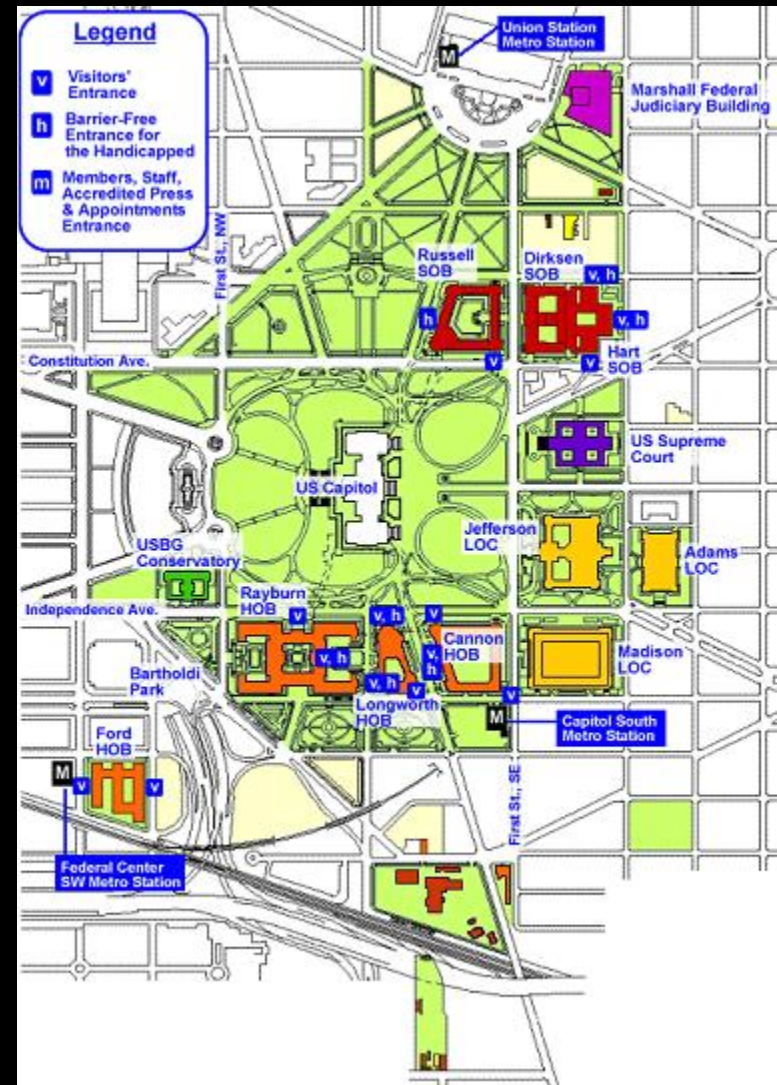 Legend
v Visitors'
Entrance
h Barrier-Free
Entrance for
the Handicapped
m Members, Staff,
Accredited Press
& Appointments
Entrance
Union Station
Metro Station
M
Marshall Federal
Judiciary Building
First St., NW
Russell
SOB
Dirksen
SOB
v, h
h
v, h
Constitution Ave.
v
v
Hart
SOB
US Supreme
Court
US Capitol
Jefferson
LOC
Adams
LOC
USBG
Conservatory
Independence Ave.
Rayburn
HOB
v
v, h
v
Cannon
HOB
v, h
v,
h
Madison
LOC
Bartholdi
Park
v, h
v
v
Longworth
HOB
M
Capitol South
Metro Station
Ford
HOB
M
v
v
First St., SE
Federal Center
SW Metro Station